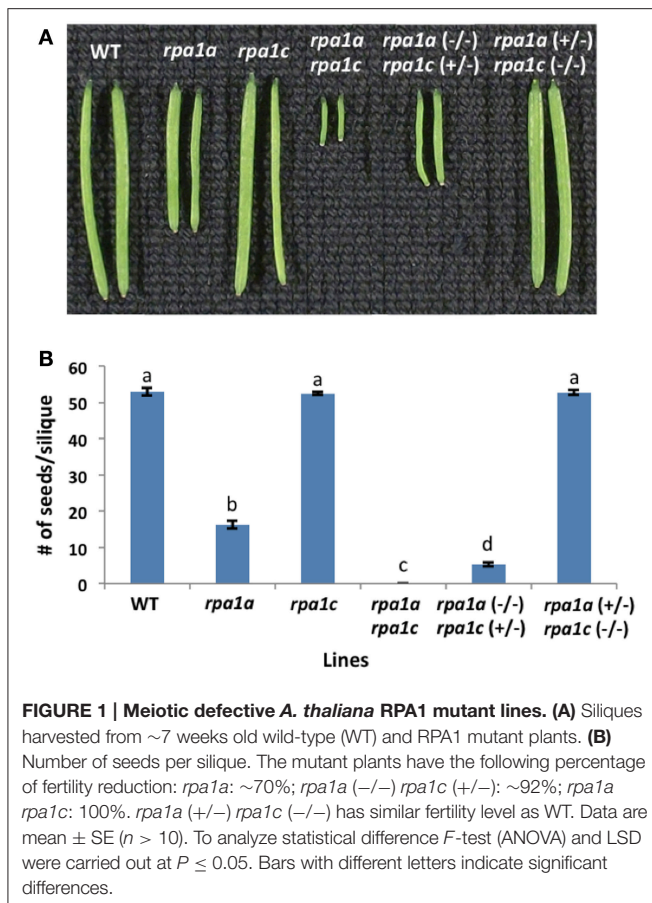 A
WT rpa1a rpa1c rpa1a rpa1a (-/-) rpa1a (+/-)
rpa1c rpa1c (+/-) rpa1c (-/-)
B
60
50
40
30
20
10
0
# of seeds/silique
a b a c d a
WT rpa1a rpa1c rpa1a rpa1a (-/-) rpa1a (+/-)
rpa1c rpa1c (+/-) rpa1c (-/-)
Lines
FIGURE 1 | Meiotic defective A. thaliana RPA1 mutant lines. (A) Siliques
harvested from ~7 weeks old wild-type (WT) and RPA1 mutant plants. (B)
Number of seeds per silique. The mutant plants have the following percentage
of fertility reduction: rpa1a: ~70%; rpa1a (−/−) rpa1c (+/−): ~92%; rpa1a
rpa1c: 100%. rpa1a (+/−) rpa1c (−/−) has similar fertility level as WT. Data are
mean ± SE (n > 10). To analyze statistical difference F-test (ANOVA) and LSD
were carried out at P ≤ 0.05. Bars with different letters indicate significant
differences.